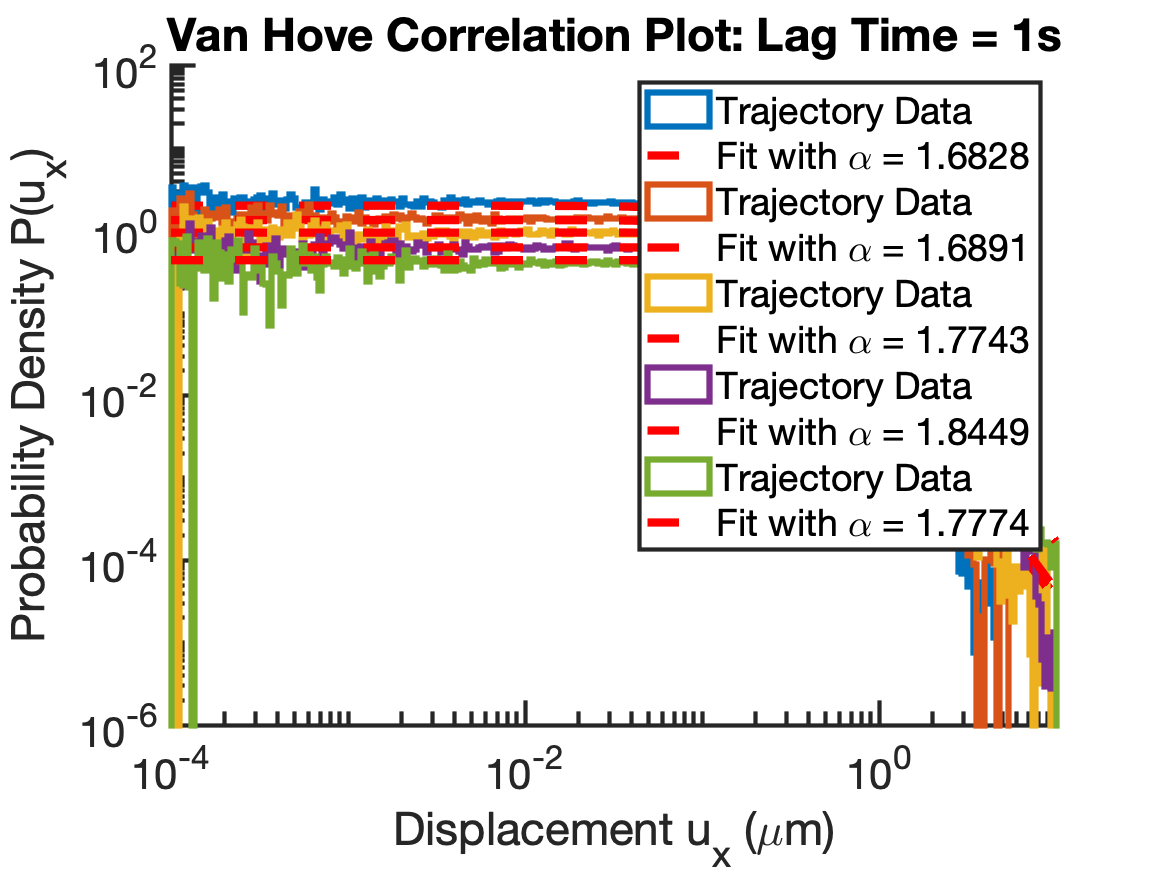 Van Hove Correlation Plot: Lag Time = 1s
Probability Density P(u_x)
10^2
10^0
10^-2
10^-4
10^-6
Trajectory Data
Fit with α = 1.6828
Trajectory Data
Fit with α = 1.6891
Trajectory Data
Fit with α = 1.7743
Trajectory Data
Fit with α = 1.8449
Trajectory Data
Fit with α = 1.7774
10^-4
10^-2
10^0
Displacement u_x (μm)